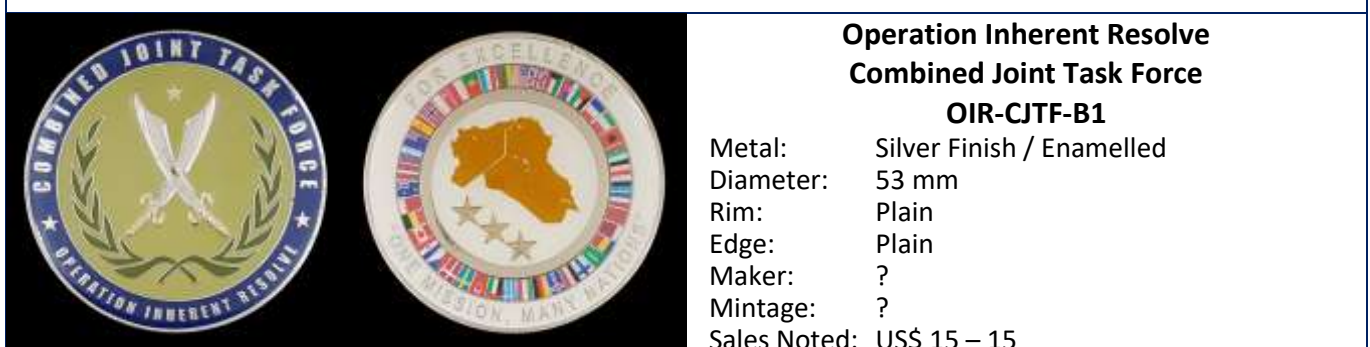 COMBINED JOINT TASK FORCE
OPERATION INHERENT RESOLVE
FOR EXCELLENCE
"ONE MISSION, MANY NATIONS"
Operation Inherent Resolve
Combined Joint Task Force
OIR-CJTF-B1
Metal: Silver Finish / Enamelled
Diameter: 53 mm
Rim: Plain
Edge: Plain
Maker: ?
Mintage: ?
Sales Noted: US$ 15 – 15